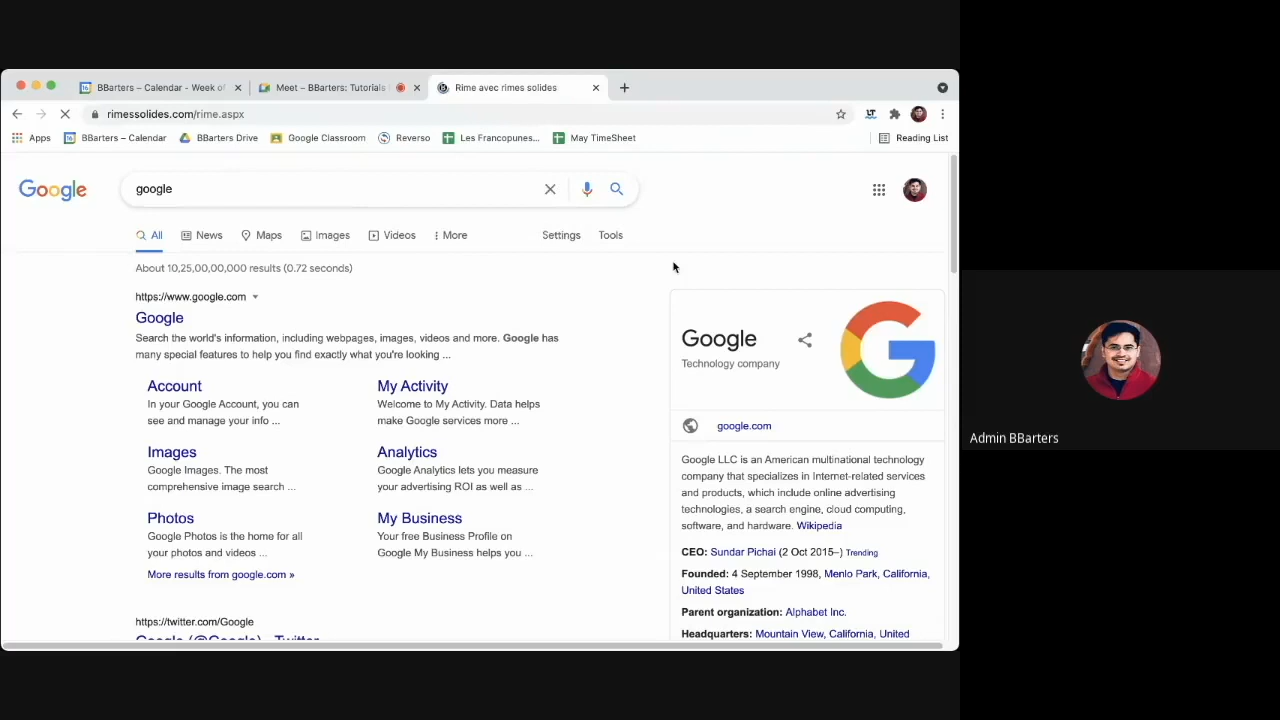 BBarters – Calendar - Week of
Meet – BBarters: Tutorials
Rime avec rimes solides
rimessolides.com/rime.aspx
Apps
BBarters – Calendar
BBarters Drive
Google Classroom
Reverso
Les Francopunes...
May TimeSheet
Reading List
Google
google
All
News
Maps
Images
Videos
More
Settings
Tools
About 10,25,00,00,000 results (0.72 seconds)
https://www.google.com
Google
Search the world's information, including webpages, images, videos and more. Google has
many special features to help you find exactly what you're looking ...
Account
In your Google Account, you can
see and manage your info ...
My Activity
Welcome to My Activity. Data helps
make Google services more ...
Images
Google Images. The most
comprehensive image search ...
Analytics
Google Analytics lets you measure
your advertising ROI as well as ...
Photos
Google Photos is the home for all
your photos and videos ...
My Business
Your free Business Profile on
Google My Business helps you ...
More results from google.com »
https://twitter.com/Google
Google (@Google) · Twitter
Google
Technology company
google.com
Google LLC is an American multinational technology
company that specializes in Internet-related services
and products, which include online advertising
technologies, a search engine, cloud computing,
software, and hardware. Wikipedia
CEO: Sundar Pichai (2 Oct 2015–) Trending
Founded: 4 September 1998, Menlo Park, California,
United States
Parent organization: Alphabet Inc.
Headquarters: Mountain View, California, United
Admin BBarters